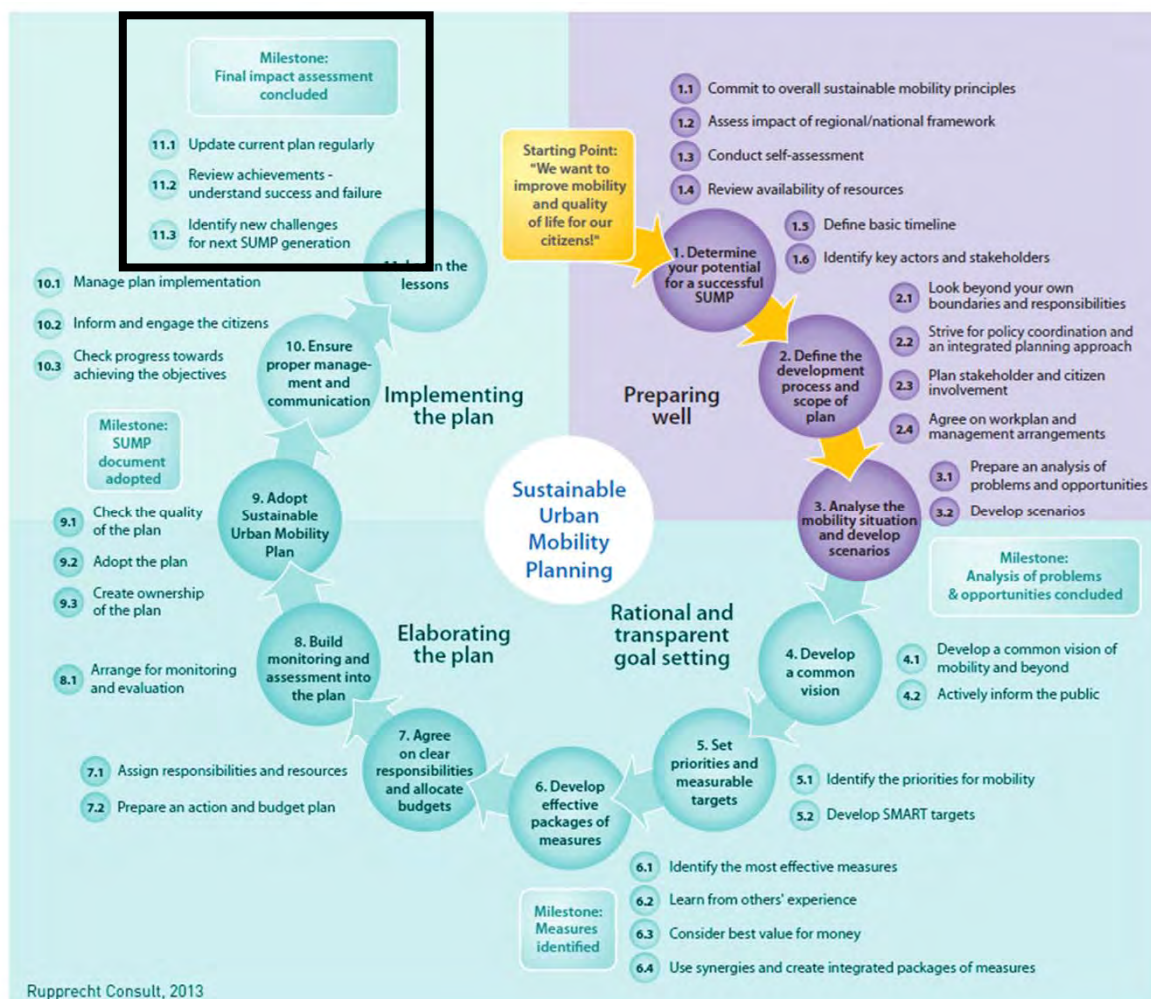 Milestone:
Final impact assessment
concluded
11.1 Update current plan regularly
11.2 Review achievements -
understand success and failure
11.3 Identify new challenges
for next SUMP generation
Starting Point:
"We want to
improve mobility
and quality
of life for our
citizens!"
1.1 Commit to overall sustainable mobility principles
1.2 Assess impact of regional/national framework
1.3 Conduct self-assessment
1.4 Review availability of resources
1.5 Define basic timeline
1.6 Identify key actors and stakeholders
1. Determine
your potential
for a successful
SUMP
2.1 Look beyond your own
boundaries and responsibilities
2.2 Strive for policy coordination and
an integrated planning approach
2.3 Plan stakeholder and citizen
involvement
2.4 Agree on workplan and
management arrangements
2. Define the
development
process and
scope of
plan
Preparing
well
3.1 Prepare an analysis of
problems and opportunities
3.2 Develop scenarios
3. Analyse the
mobility situation
and develop
scenarios
Milestone:
Analysis of problems
& opportunities concluded
Rational and
transparent
goal setting
4. Develop
a common
vision
4.1 Develop a common vision of
mobility and beyond
4.2 Actively inform the public
5. Set
priorities and
measurable
targets
5.1 Identify the priorities for mobility
5.2 Develop SMART targets
6. Develop
effective
packages of
measures
6.1 Identify the most effective measures
6.2 Learn from others' experience
6.3 Consider best value for money
6.4 Use synergies and create integrated packages of measures
Milestone:
Measures
identified
Elaborating
the plan
7. Agree
on clear
responsibilities
and allocate
budgets
7.1 Assign responsibilities and resources
7.2 Prepare an action and budget plan
8. Build
monitoring and
assessment into
the plan
8.1 Arrange for monitoring
and evaluation
9. Adopt
Sustainable
Urban Mobility
Plan
Milestone:
SUMP
document
adopted
9.1 Check the quality
of the plan
9.2 Adopt the plan
9.3 Create ownership
of the plan
Implementing
the plan
10. Ensure
proper manage-
ment and
communication
10.1 Manage plan implementation
10.2 Inform and engage the citizens
10.3 Check progress towards
achieving the objectives
the
lessons
Sustainable
Urban
Mobility
Planning
Rupprecht Consult, 2013